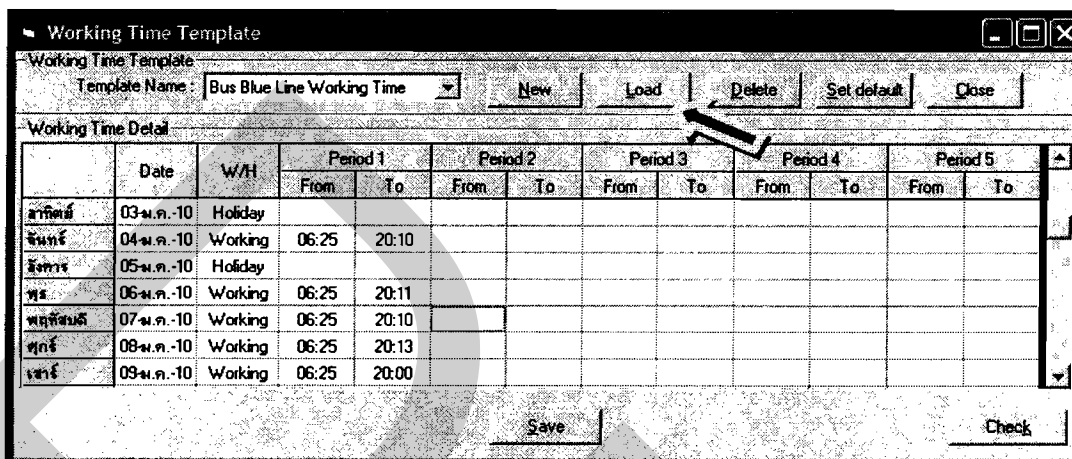 Working Time Template
Working Time Template
Template Name : Bus Blue Line Working Time New Load Delete Set default Close
Working Time Detail
Date W/H Period 1 Period 2 Period 3 Period 4 Period 5
From To From To From To From To From To
อาทิตย์ 03-ม.ค.-10 Holiday
จันทร์ 04-ม.ค.-10 Working 06:25 20:10
อังคาร 05-ม.ค.-10 Holiday
พุธ 06-ม.ค.-10 Working 06:25 20:11
พฤหัสบดี 07-ม.ค.-10 Working 06:25 20:10
ศุกร์ 08-ม.ค.-10 Working 06:25 20:13
เสาร์ 09-ม.ค.-10 Working 06:25 20:00
Save Check